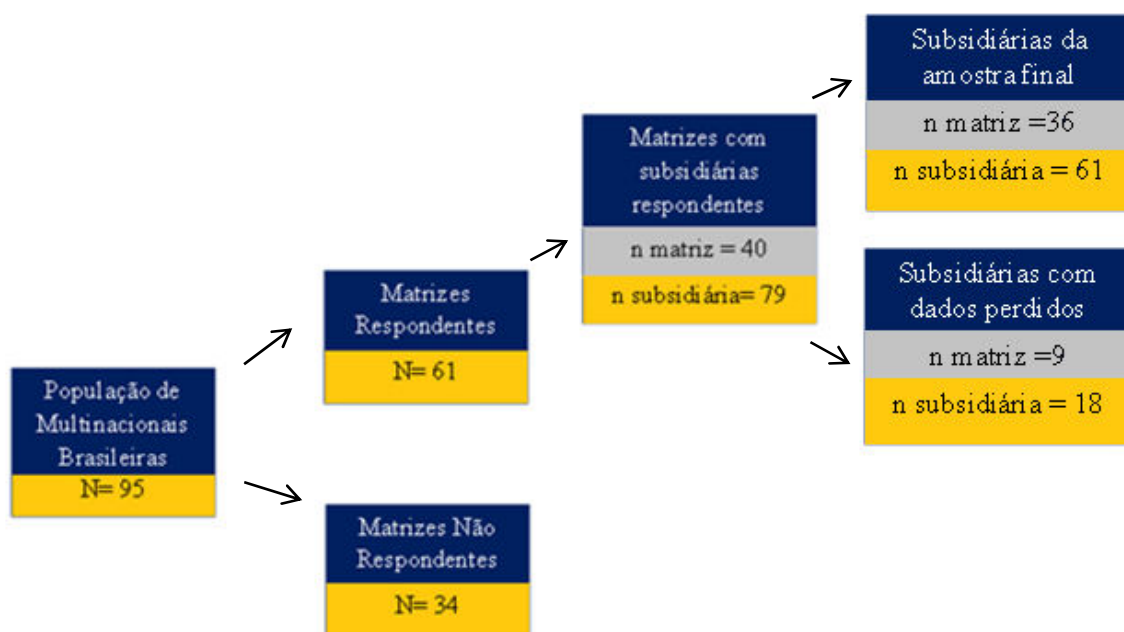 População de
Multinacionais
Brasileiras
N= 95
Matrizes
Respondentes
N= 61
Matrizes Não
Respondentes
N= 34
Matrizes com
subsidiárias
respondentes
n matriz = 40
n subsidiária= 79
Subsidiárias da
amostra final
n matriz =36
n subsidiária = 61
Subsidiárias com
dados perdidos
n matriz =9
n subsidiária = 18